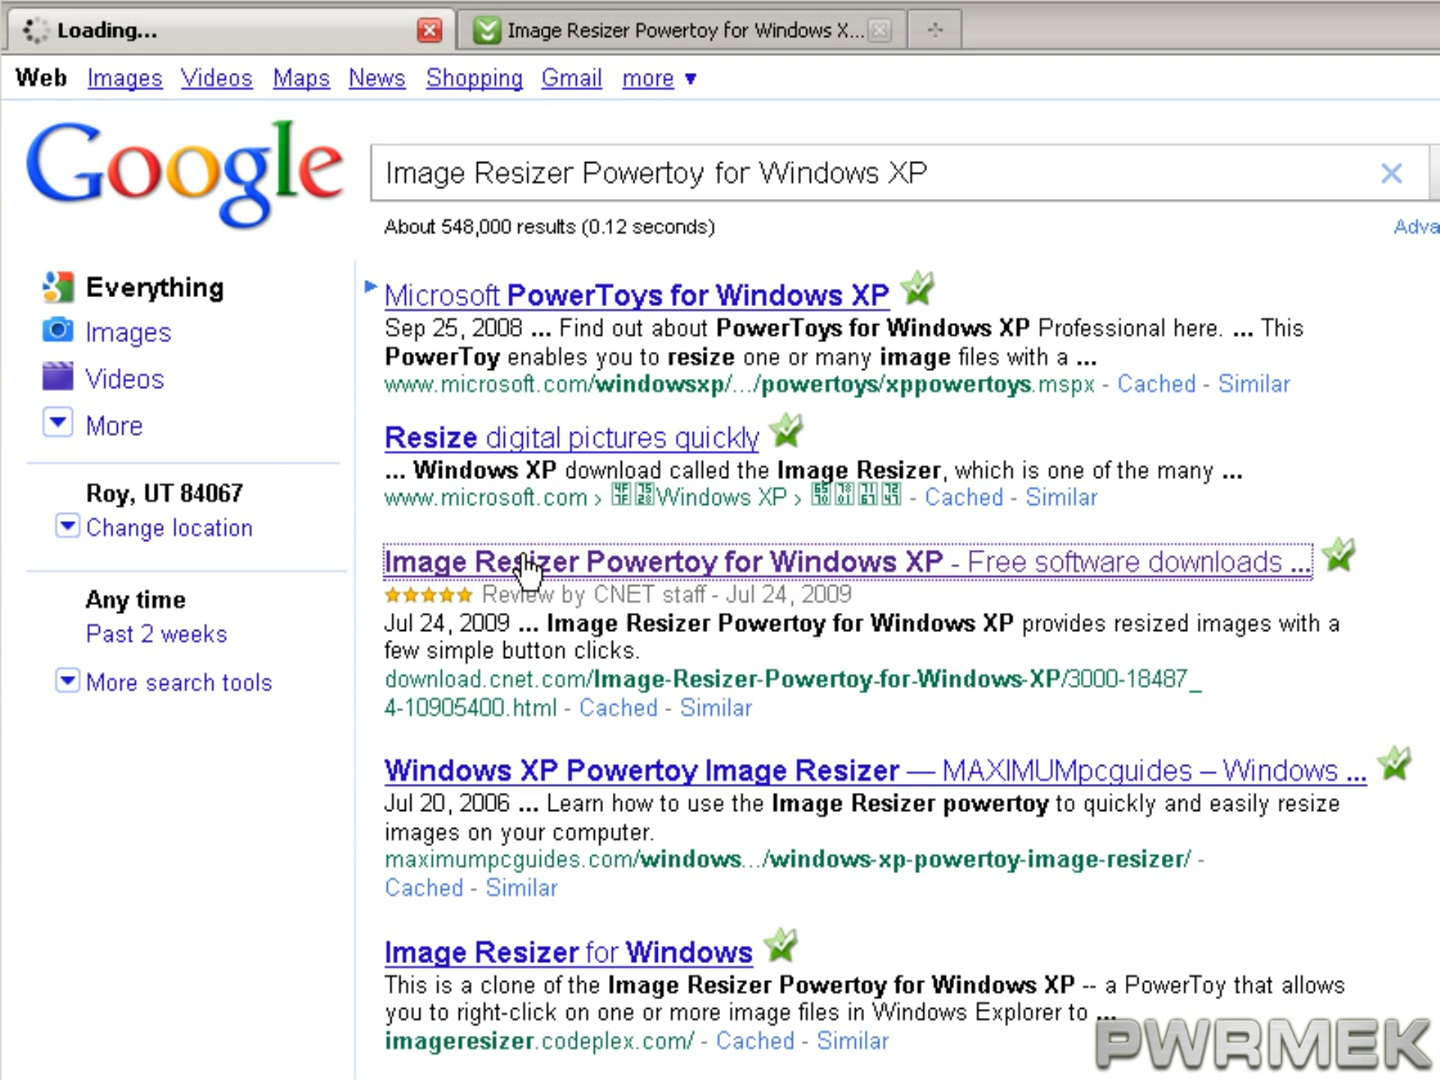 Loading...
Image Resizer Powertoy for Windows X...
Web Images Videos Maps News Shopping Gmail more ▼
Google
Image Resizer Powertoy for Windows XP
About 548,000 results (0.12 seconds)
Adva
Everything
Images
Videos
More
Roy, UT 84067
Change location
Any time
Past 2 weeks
More search tools
Microsoft PowerToys for Windows XP
Sep 25, 2008 ... Find out about PowerToys for Windows XP Professional here. ... This
PowerToy enables you to resize one or many image files with a ...
www.microsoft.com/windowsxp/.../powertoys/xppowertoys.mspx - Cached - Similar
Resize digital pictures quickly
... Windows XP download called the Image Resizer, which is one of the many ...
www.microsoft.com › Windows XP › - Cached - Similar
Image Resizer Powertoy for Windows XP - Free software downloads ...
Review by CNET staff - Jul 24, 2009
Jul 24, 2009 ... Image Resizer Powertoy for Windows XP provides resized images with a
few simple button clicks.
download.cnet.com/Image-Resizer-Powertoy-for-Windows-XP/3000-18487_
4-10905400.html - Cached - Similar
Windows XP Powertoy Image Resizer — MAXIMUMpcguides – Windows ...
Jul 20, 2006 ... Learn how to use the Image Resizer powertoy to quickly and easily resize
images on your computer.
maximumpcguides.com/windows.../windows-xp-powertoy-image-resizer/ -
Cached - Similar
Image Resizer for Windows
This is a clone of the Image Resizer Powertoy for Windows XP -- a PowerToy that allows
you to right-click on one or more image files in Windows Explorer to ...
imageresizer.codeplex.com/ - Cached - Similar
PWRMEK